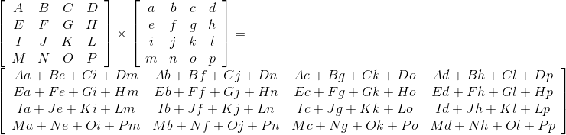 A B C D a b c d
E F G H × e f g h =
I J K L i j k l
M N O P m n o p
Aa + Be + Ci + Dm Ab + Bf + Cj + Dn Ac + Bg + Ck + Do Ad + Bh + Cl + Dp
Ea + Fe + Gi + Hm Eb + Ff + Gj + Hn Ec + Fg + Gk + Ho Ed + Fh + Gl + Hp
Ia + Je + Ki + Lm Ib + Jf + Kj + Ln Ic + Jg + Kk + Lo Id + Jh + Kl + Lp
Ma + Ne + Oi + Pm Mb + Nf + Oj + Pn Mc + Ng + Ok + Po Md + Nh + Ol + Pp